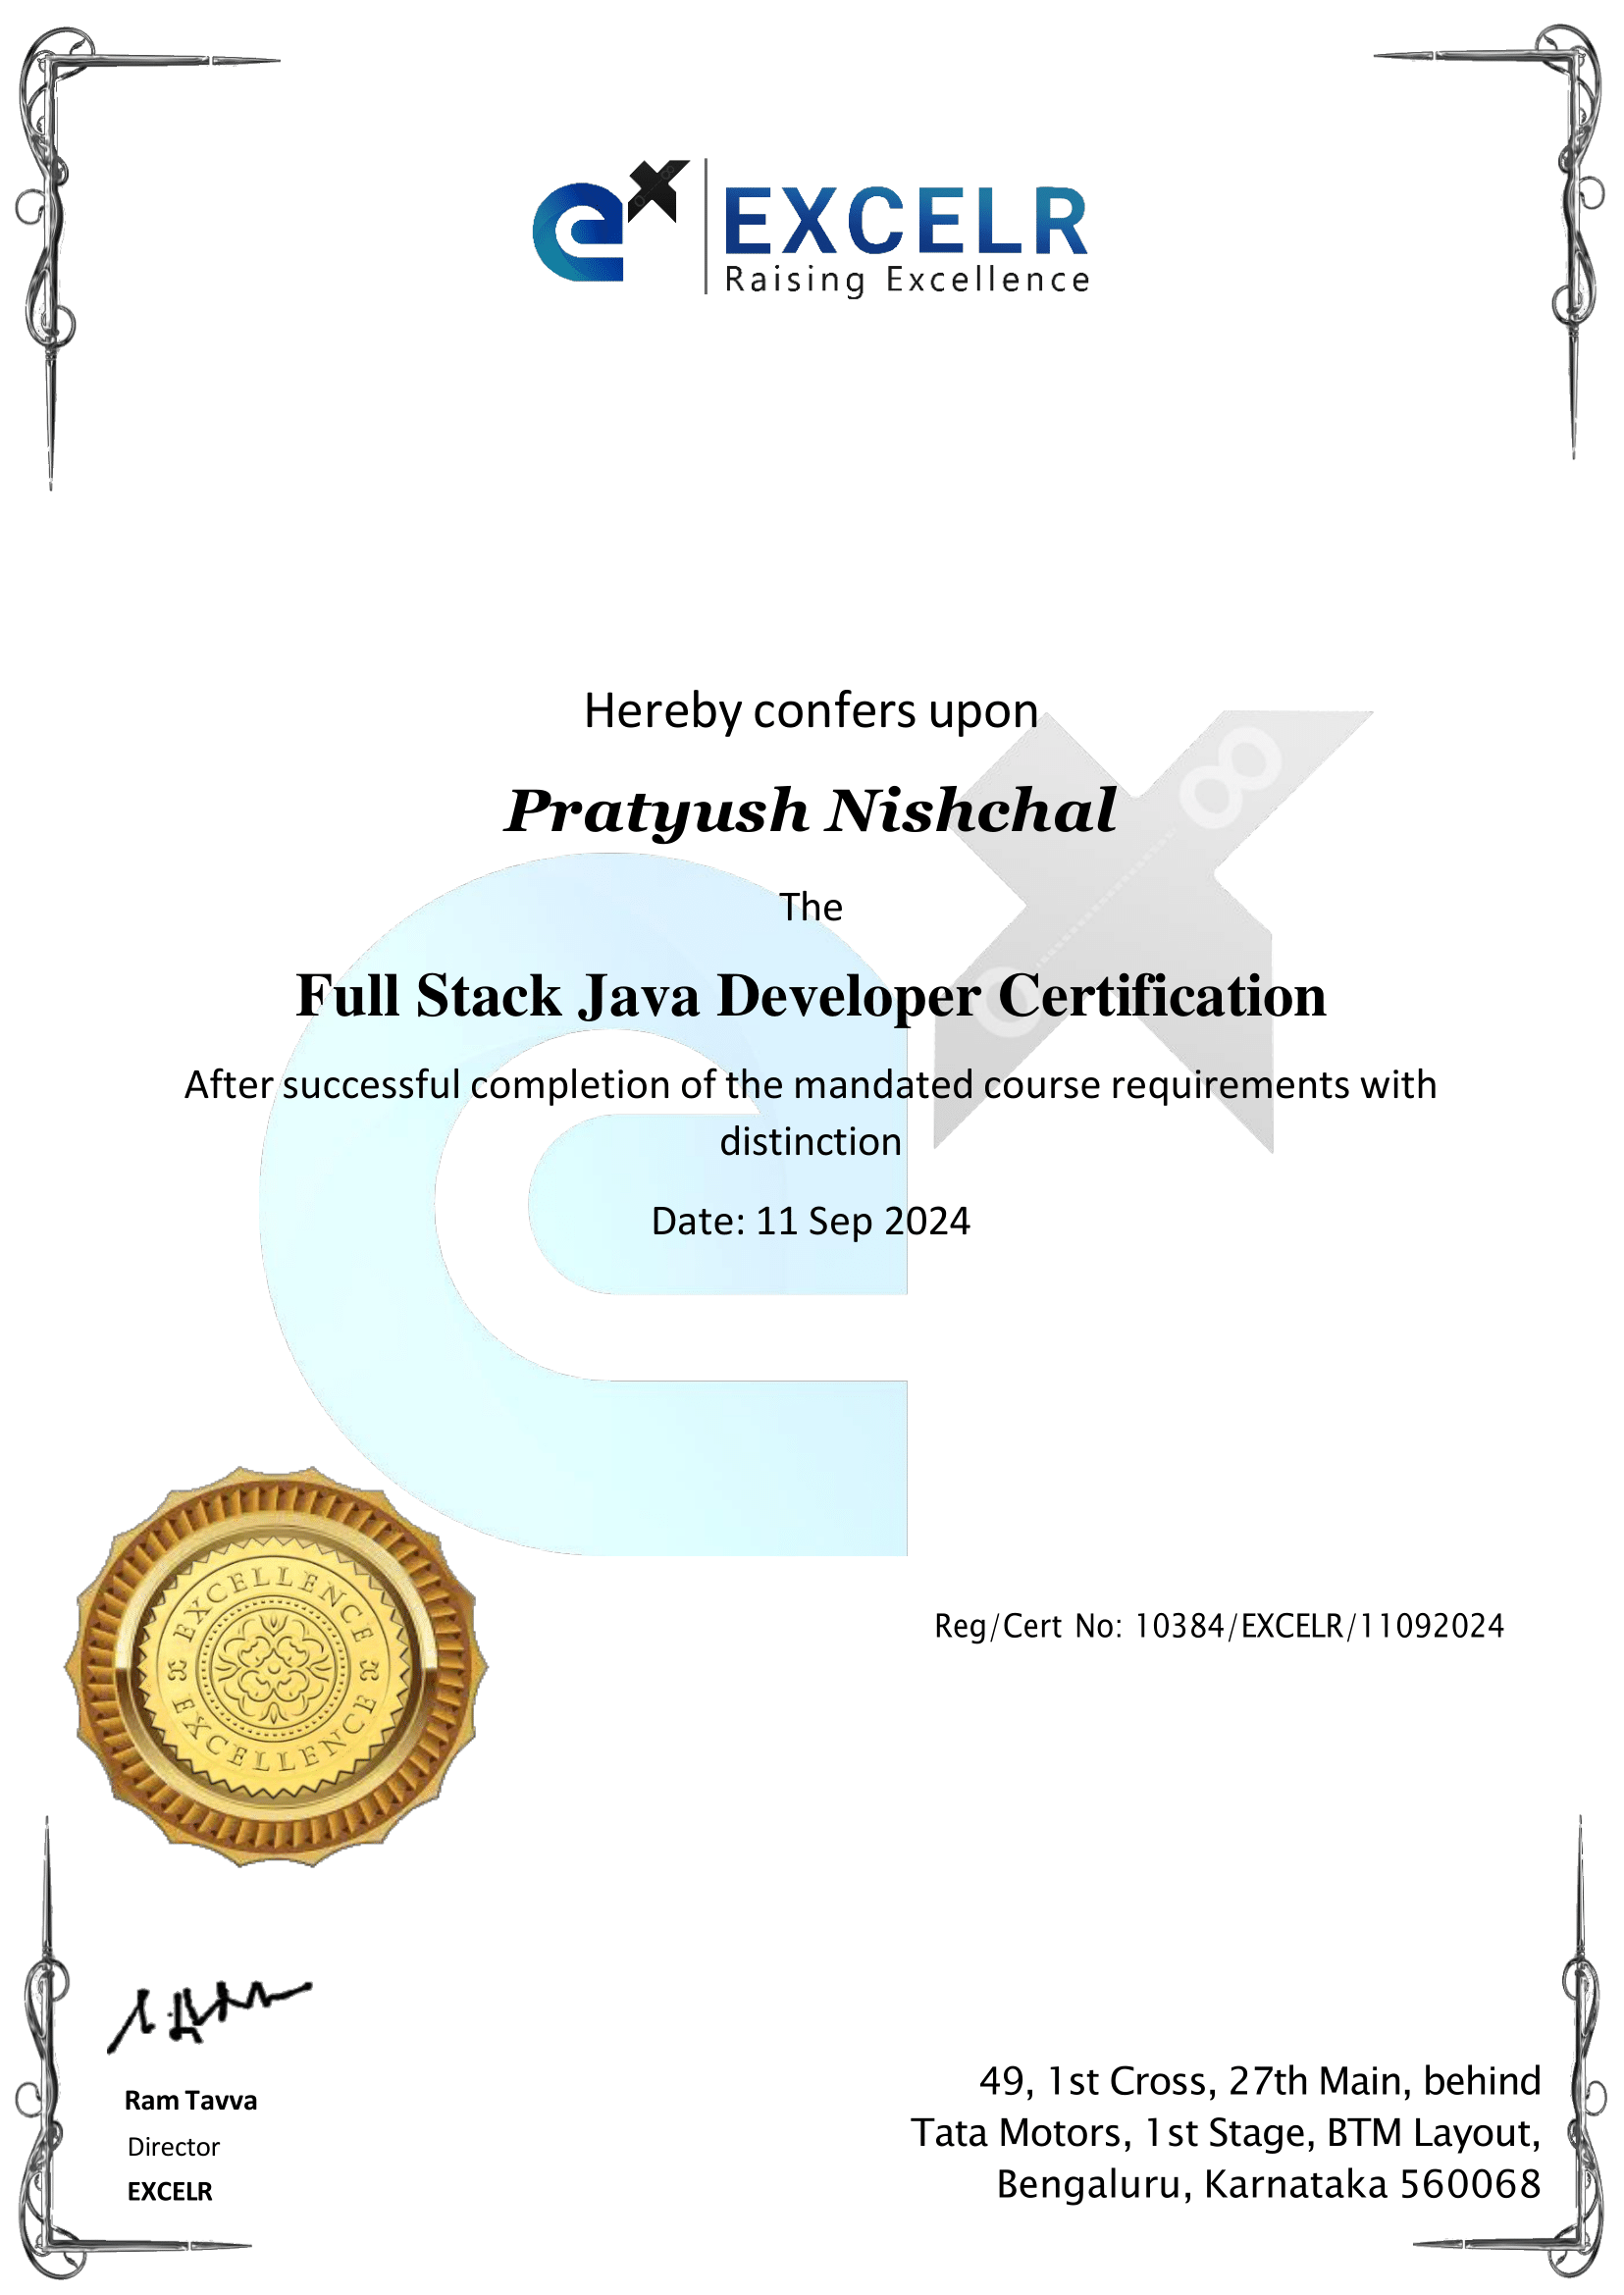 EXCELR
Raising Excellence
Hereby confers upon
Pratyush Nishchal
The
Full Stack Java Developer Certification
After successful completion of the mandated course requirements with
distinction
Date: 11 Sep 2024
EXCELLENCE
EXCELLENCE
Reg/Cert No: 10384/EXCELR/11092024
Ram Tavva
Director
EXCELR
49, 1st Cross, 27th Main, behind
Tata Motors, 1st Stage, BTM Layout,
Bengaluru, Karnataka 560068